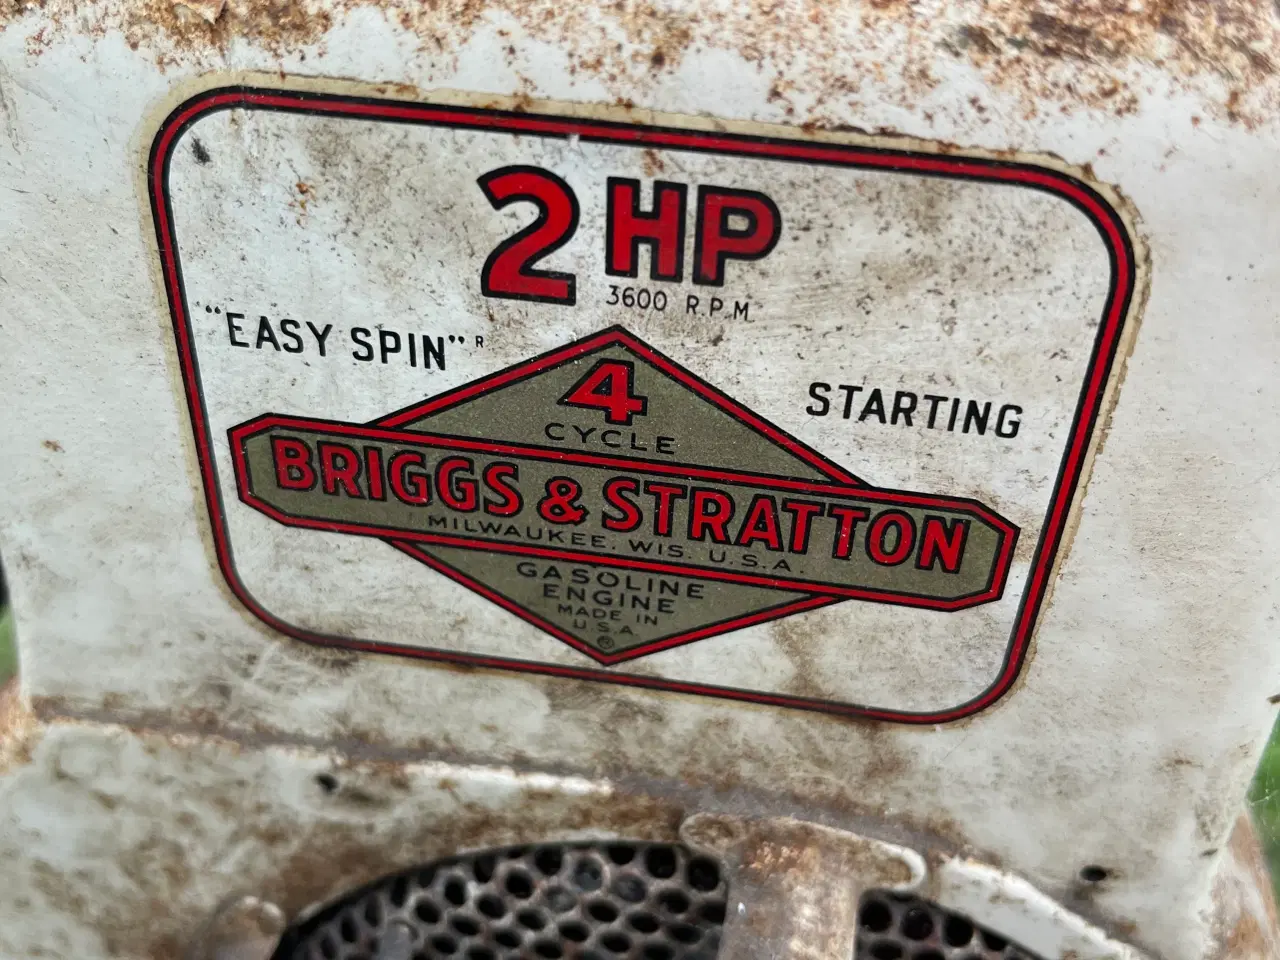 2 HP
3600 R.P.M.
"EASY SPIN" R
STARTING
4
CYCLE
BRIGGS & STRATTON
MILWAUKEE, WIS. U.S.A.
GASOLINE
ENGINE
MADE IN
U.S.A.
®